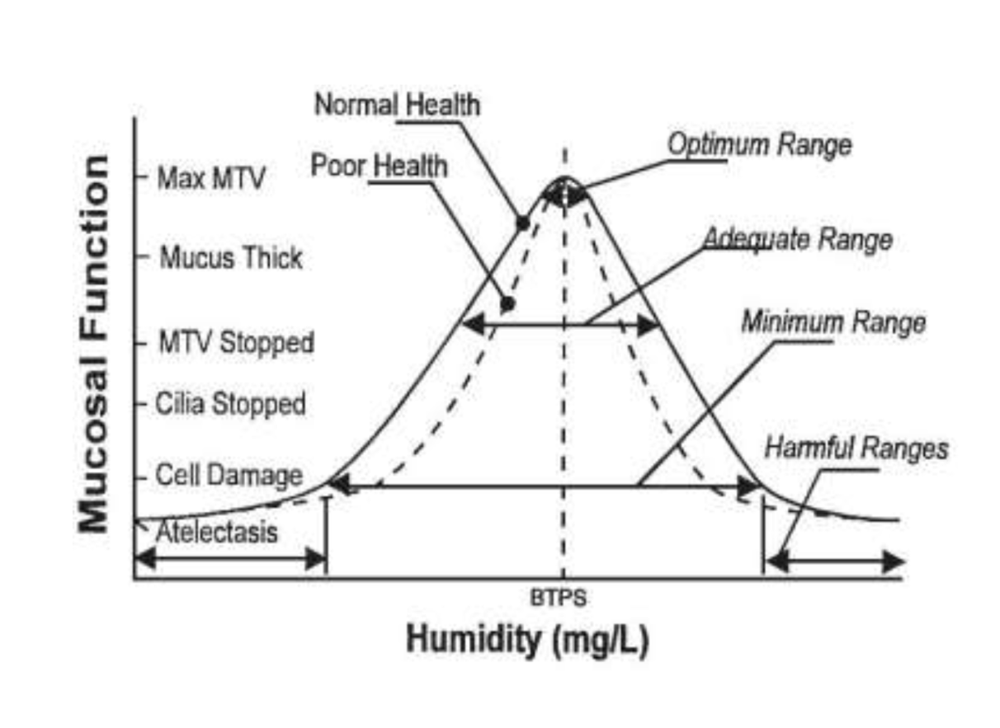 Normal Health
Poor Health
Optimum Range
Adequate Range
Minimum Range
Harmful Ranges
Mucosal Function
Max MTV
Mucus Thick
MTV Stopped
Cilia Stopped
Cell Damage
Atelectasis
BTPS
Humidity (mg/L)